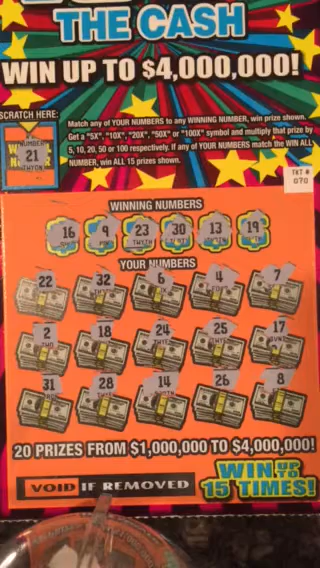 THE CASH
WIN UP TO $4,000,000!
SCRATCH HERE:
Match any of YOUR NUMBERS to any WINNING NUMBER, win prize shown.
Get a "5X", "10X", "20X", "50X" or "100X" symbol and multiply that prize by
5, 10, 20, 50 or 100 respectively. If any of YOUR NUMBERS match the WIN ALL
NUMBER, win ALL 15 prizes shown.
NUMBER
21
TKT #
070
WINNING NUMBERS
16 9 23 30 13 19
YOUR NUMBERS
22 32 6 4 7
2 18 24 25 17
31 28 14 26 8
20 PRIZES FROM $1,000,000 TO $4,000,000!
VOID IF REMOVED
WIN UP TO
15 TIMES!